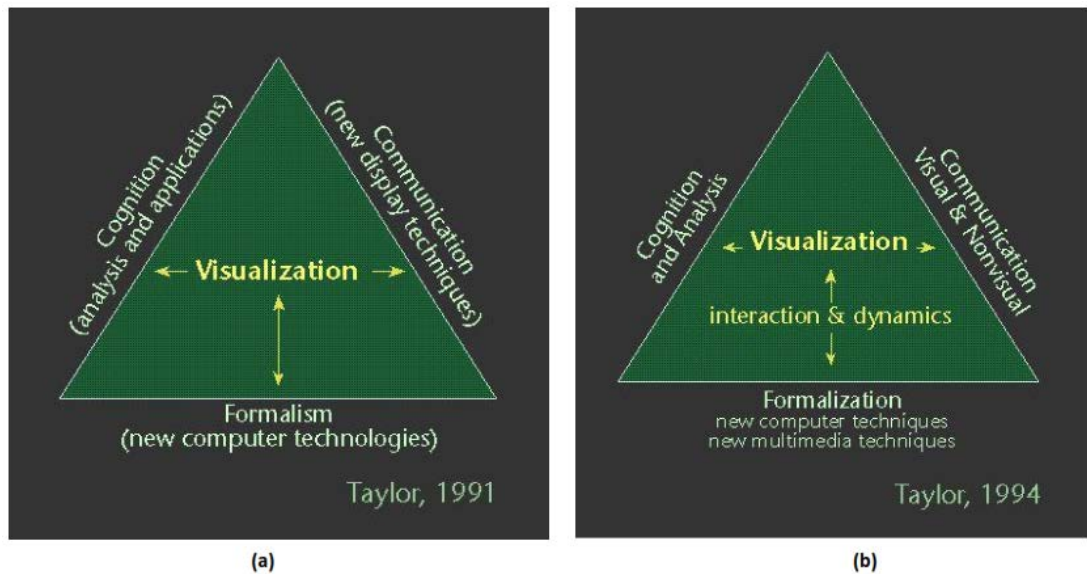 Cognition
(analysis and applications)
Communication
(new display techniques)
Visualization
Formalism
(new computer technologies)
Taylor, 1991
(a)
Cognition
and Analysis
Communication
Visual & Nonvisual
Visualization
interaction & dynamics
Formalization
new computer techniques
new multimedia techniques
Taylor, 1994
(b)